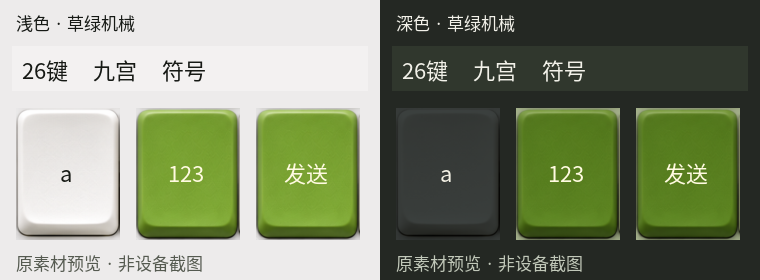 浅色 · 草绿机械
26键 九宫 符号
a 123 发送
原素材预览 · 非设备截图
深色 · 草绿机械
26键 九宫 符号
a 123 发送
原素材预览 · 非设备截图